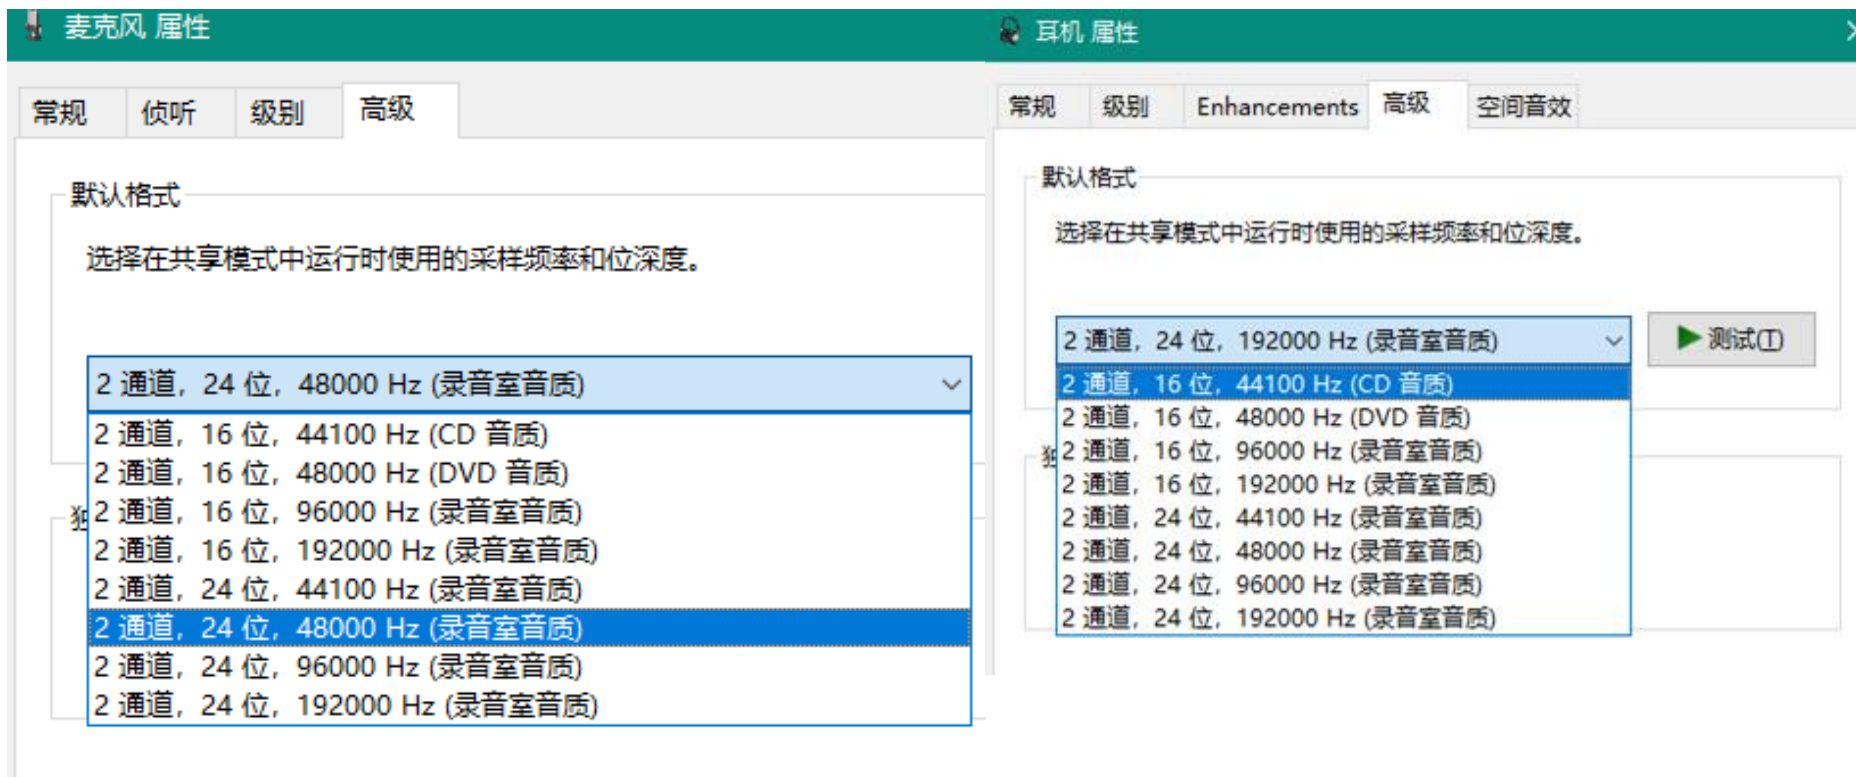 麦克风 属性
常规
侦听
级别
高级
默认格式
选择在共享模式中运行时使用的采样频率和位深度。
2 通道，24 位，48000 Hz (录音室音质)
2 通道，16 位，44100 Hz (CD 音质)
2 通道，16 位，48000 Hz (DVD 音质)
2 通道，16 位，96000 Hz (录音室音质)
2 通道，16 位，192000 Hz (录音室音质)
2 通道，24 位，44100 Hz (录音室音质)
2 通道，24 位，48000 Hz (录音室音质)
2 通道，24 位，96000 Hz (录音室音质)
2 通道，24 位，192000 Hz (录音室音质)
耳机 属性
常规
级别
Enhancements
高级
空间音效
默认格式
选择在共享模式中运行时使用的采样频率和位深度。
2 通道，24 位，192000 Hz (录音室音质)
测试(T)
2 通道，16 位，44100 Hz (CD 音质)
2 通道，16 位，48000 Hz (DVD 音质)
2 通道，16 位，96000 Hz (录音室音质)
2 通道，16 位，192000 Hz (录音室音质)
2 通道，24 位，44100 Hz (录音室音质)
2 通道，24 位，48000 Hz (录音室音质)
2 通道，24 位，96000 Hz (录音室音质)
2 通道，24 位，192000 Hz (录音室音质)